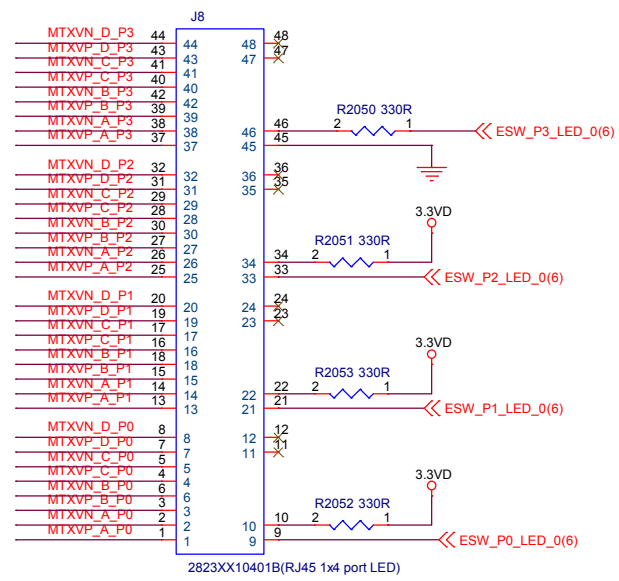 J8
MTXVN_D_P3 44 44 48 48
MTXVP_D_P3 43 43 47 47
MTXVN_C_P3 41 41
MTXVP_C_P3 40 40
MTXVN_B_P3 42 42
MTXVP_B_P3 39 39
MTXVN_A_P3 38 38 46 46 2 R2050 330R 1 ESW_P3_LED_0(6)
MTXVP_A_P3 37 37 45 45
MTXVN_D_P2 32 32 36 36
MTXVP_D_P2 31 31 35 35
MTXVN_C_P2 29 29
MTXVP_C_P2 28 28 3.3VD
MTXVN_B_P2 30 30
MTXVP_B_P2 27 27
MTXVN_A_P2 26 26 34 34 2 R2051 330R 1
MTXVP_A_P2 25 25 33 33 ESW_P2_LED_0(6)
MTXVN_D_P1 20 20 24 24
MTXVP_D_P1 19 19 23 23
MTXVN_C_P1 17 17
MTXVP_C_P1 16 16 3.3VD
MTXVN_B_P1 18 18
MTXVP_B_P1 15 15
MTXVN_A_P1 14 14 22 22 2 R2053 330R 1
MTXVP_A_P1 13 13 21 21 ESW_P1_LED_0(6)
MTXVN_D_P0 8 8 12 12
MTXVP_D_P0 7 7 11 11
MTXVN_C_P0 5 5
MTXVP_C_P0 4 4 3.3VD
MTXVN_B_P0 6 6
MTXVP_B_P0 3 3
MTXVN_A_P0 2 2 10 10 2 R2052 330R 1
MTXVP_A_P0 1 1 9 9 ESW_P0_LED_0(6)
2823XX10401B(RJ45 1x4 port LED)